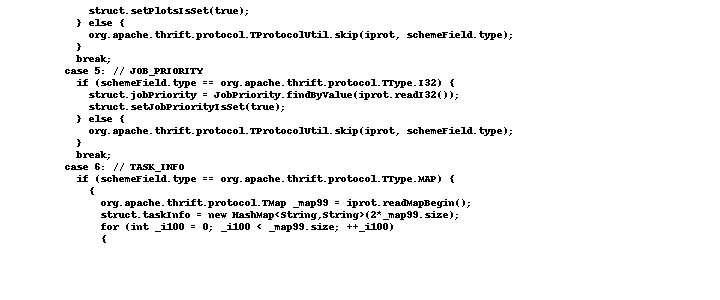 struct.setPlotsIsSet(true);
} else {
org.apache.thrift.protocol.TProtocolUtil.skip(iprot, schemeField.type);
}
break;
case 5: // JOB_PRIORITY
if (schemeField.type == org.apache.thrift.protocol.TType.I32) {
struct.jobPriority = JobPriority.findByValue(iprot.readI32());
struct.setJobPriorityIsSet(true);
} else {
org.apache.thrift.protocol.TProtocolUtil.skip(iprot, schemeField.type);
}
break;
case 6: // TASK_INFO
if (schemeField.type == org.apache.thrift.protocol.TType.MAP) {
{
org.apache.thrift.protocol.TMap _map99 = iprot.readMapBegin();
struct.taskInfo = new HashMap<String,String>(2*_map99.size);
for (int _i100 = 0; _i100 < _map99.size; ++_i100)
{